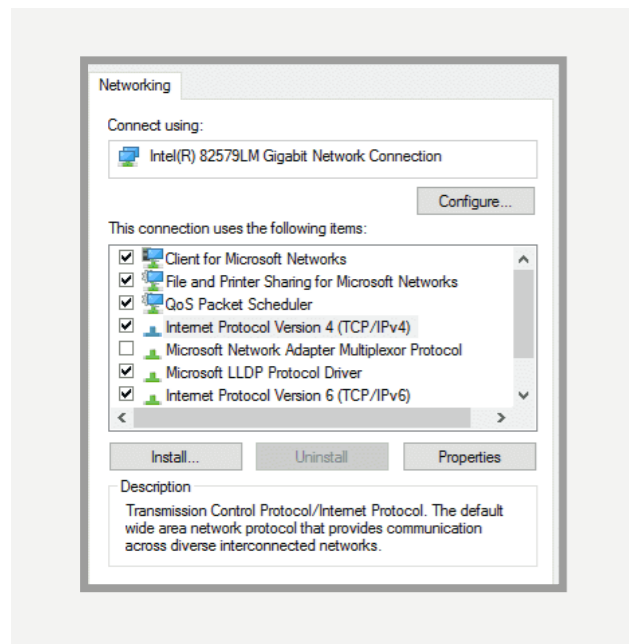 Networking
Connect using:
Intel(R) 82579LM Gigabit Network Connection
Configure...
This connection uses the following items:
Client for Microsoft Networks
File and Printer Sharing for Microsoft Networks
QoS Packet Scheduler
Internet Protocol Version 4 (TCP/IPv4)
Microsoft Network Adapter Multiplexor Protocol
Microsoft LLDP Protocol Driver
Internet Protocol Version 6 (TCP/IPv6)
Install...
Uninstall
Properties
Description
Transmission Control Protocol/Internet Protocol. The default
wide area network protocol that provides communication
across diverse interconnected networks.